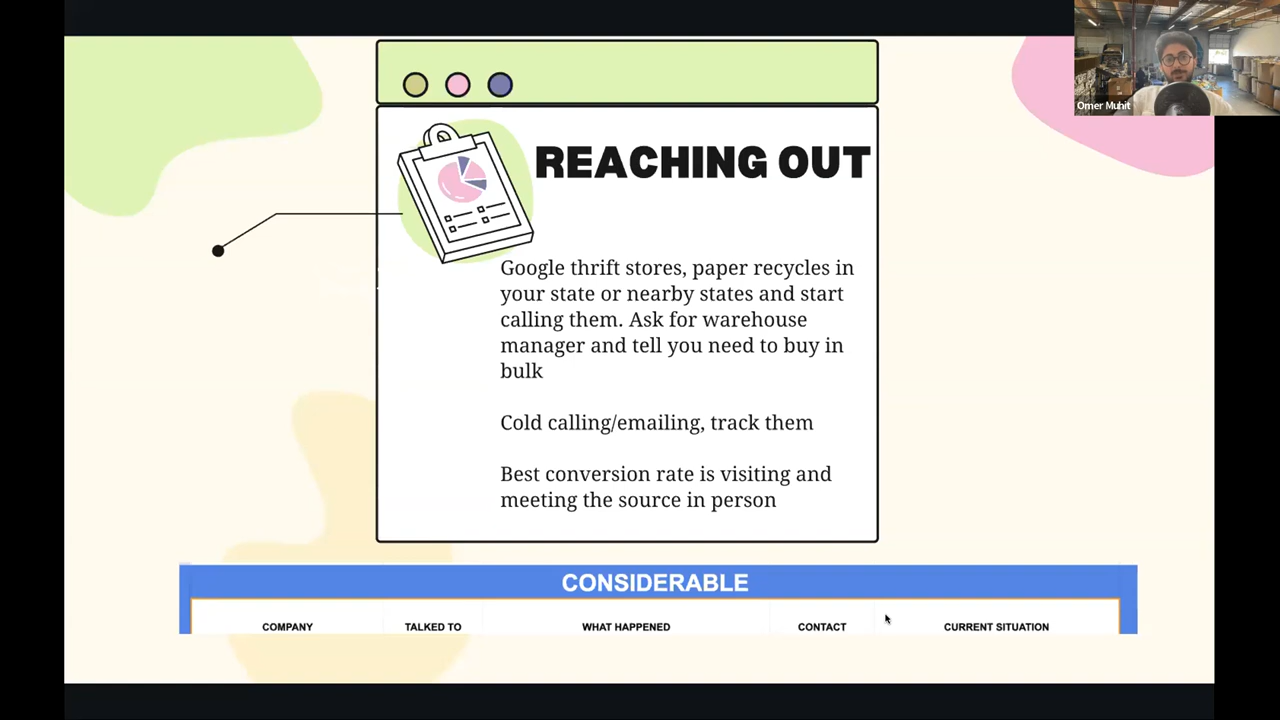 Omer Muhit
REACHING OUT
Google thrift stores, paper recycles in
your state or nearby states and start
calling them. Ask for warehouse
manager and tell you need to buy in
bulk
Cold calling/emailing, track them
Best conversion rate is visiting and
meeting the source in person
CONSIDERABLE
COMPANY TALKED TO WHAT HAPPENED CONTACT CURRENT SITUATION